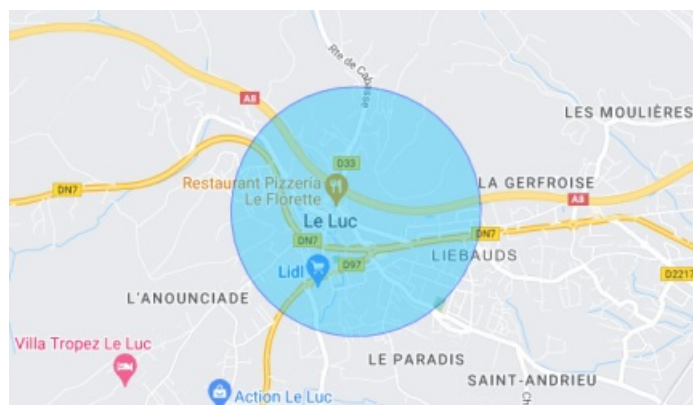 Rte de Cabasse
A8
LES MOULIÈRES
D33
Restaurant Pizzeria
Le Florette
LA GERFROISE
DN7
A8
Le Luc
DN7
DN7
LIEBAUDS
Lidl
D97
D2217
L'ANOUNCIADE
Villa Tropez Le Luc
LE PARADIS
SAINT-ANDRIEU
Action Le Luc
Ch